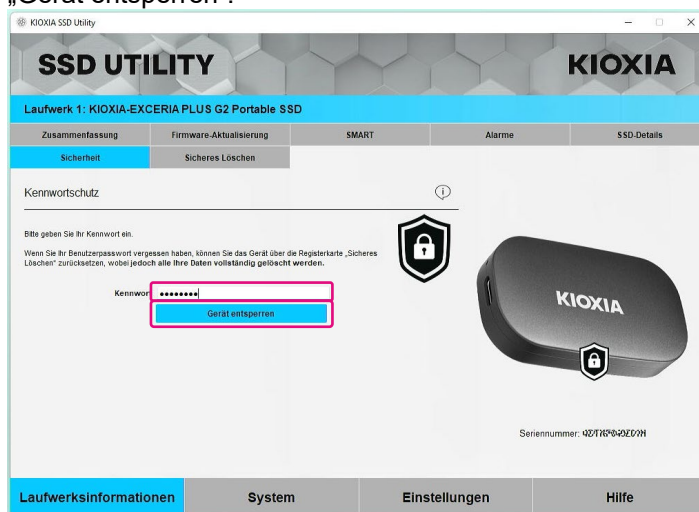 „Gerät entsperren“.
KIOXIA SSD Utility
SSD UTILITY
KIOXIA
Laufwerk 1: KIOXIA-EXCERIA PLUS G2 Portable SSD
Zusammenfassung Firmware-Aktualisierung SMART Alarme SSD-Details
Sicherheit Sicheres Löschen
Kennwortschutz
Bitte geben Sie Ihr Kennwort ein.
Wenn Sie Ihr Benutzerpasswort vergessen haben, können Sie das Gerät über die Registerkarte „Sicheres
Löschen“ zurücksetzen, wobei jedoch alle Ihre Daten vollständig gelöscht werden.
Kennwor
Gerät entsperren
KIOXIA
Seriennummer:
Laufwerksinformationen System Einstellungen Hilfe